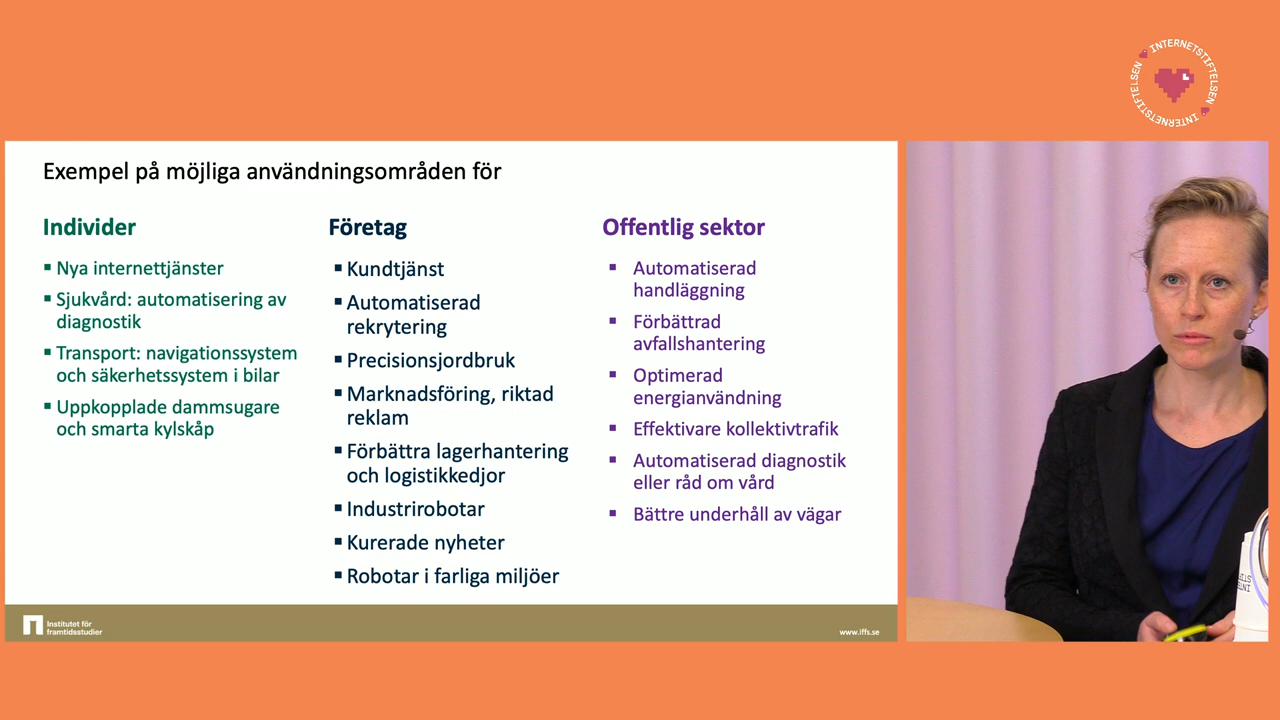 INTERNETSTIFTELSEN
INTERNETSTIFTELSEN
Exempel på möjliga användningsområden för
Individer
▪ Nya internettjänster
▪ Sjukvård: automatisering av
diagnostik
▪ Transport: navigationssystem
och säkerhetssystem i bilar
▪ Uppkopplade dammsugare
och smarta kylskåp
Företag
▪ Kundtjänst
▪ Automatiserad
rekrytering
▪ Precisionsjordbruk
▪ Marknadsföring, riktad
reklam
▪ Förbättra lagerhantering
och logistikkedjor
▪ Industrirobotar
▪ Kurerade nyheter
▪ Robotar i farliga miljöer
Offentlig sektor
▪ Automatiserad
handläggning
▪ Förbättrad
avfallshantering
▪ Optimerad
energianvändning
▪ Effektivare kollektivtrafik
▪ Automatiserad diagnostik
eller råd om vård
▪ Bättre underhåll av vägar
Institutet för
framtidsstudier
www.iffs.se